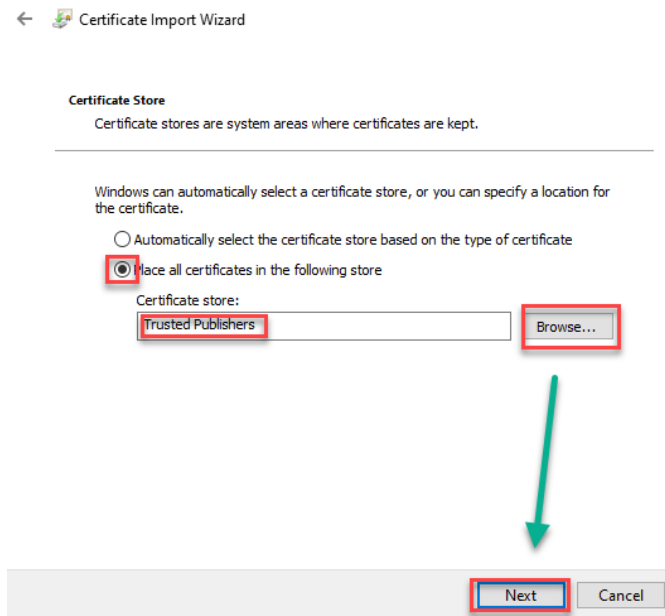 Certificate Import Wizard
Certificate Store
Certificate stores are system areas where certificates are kept.
Windows can automatically select a certificate store, or you can specify a location for
the certificate.
Automatically select the certificate store based on the type of certificate
Place all certificates in the following store
Certificate store:
Trusted Publishers
Browse...
Next
Cancel